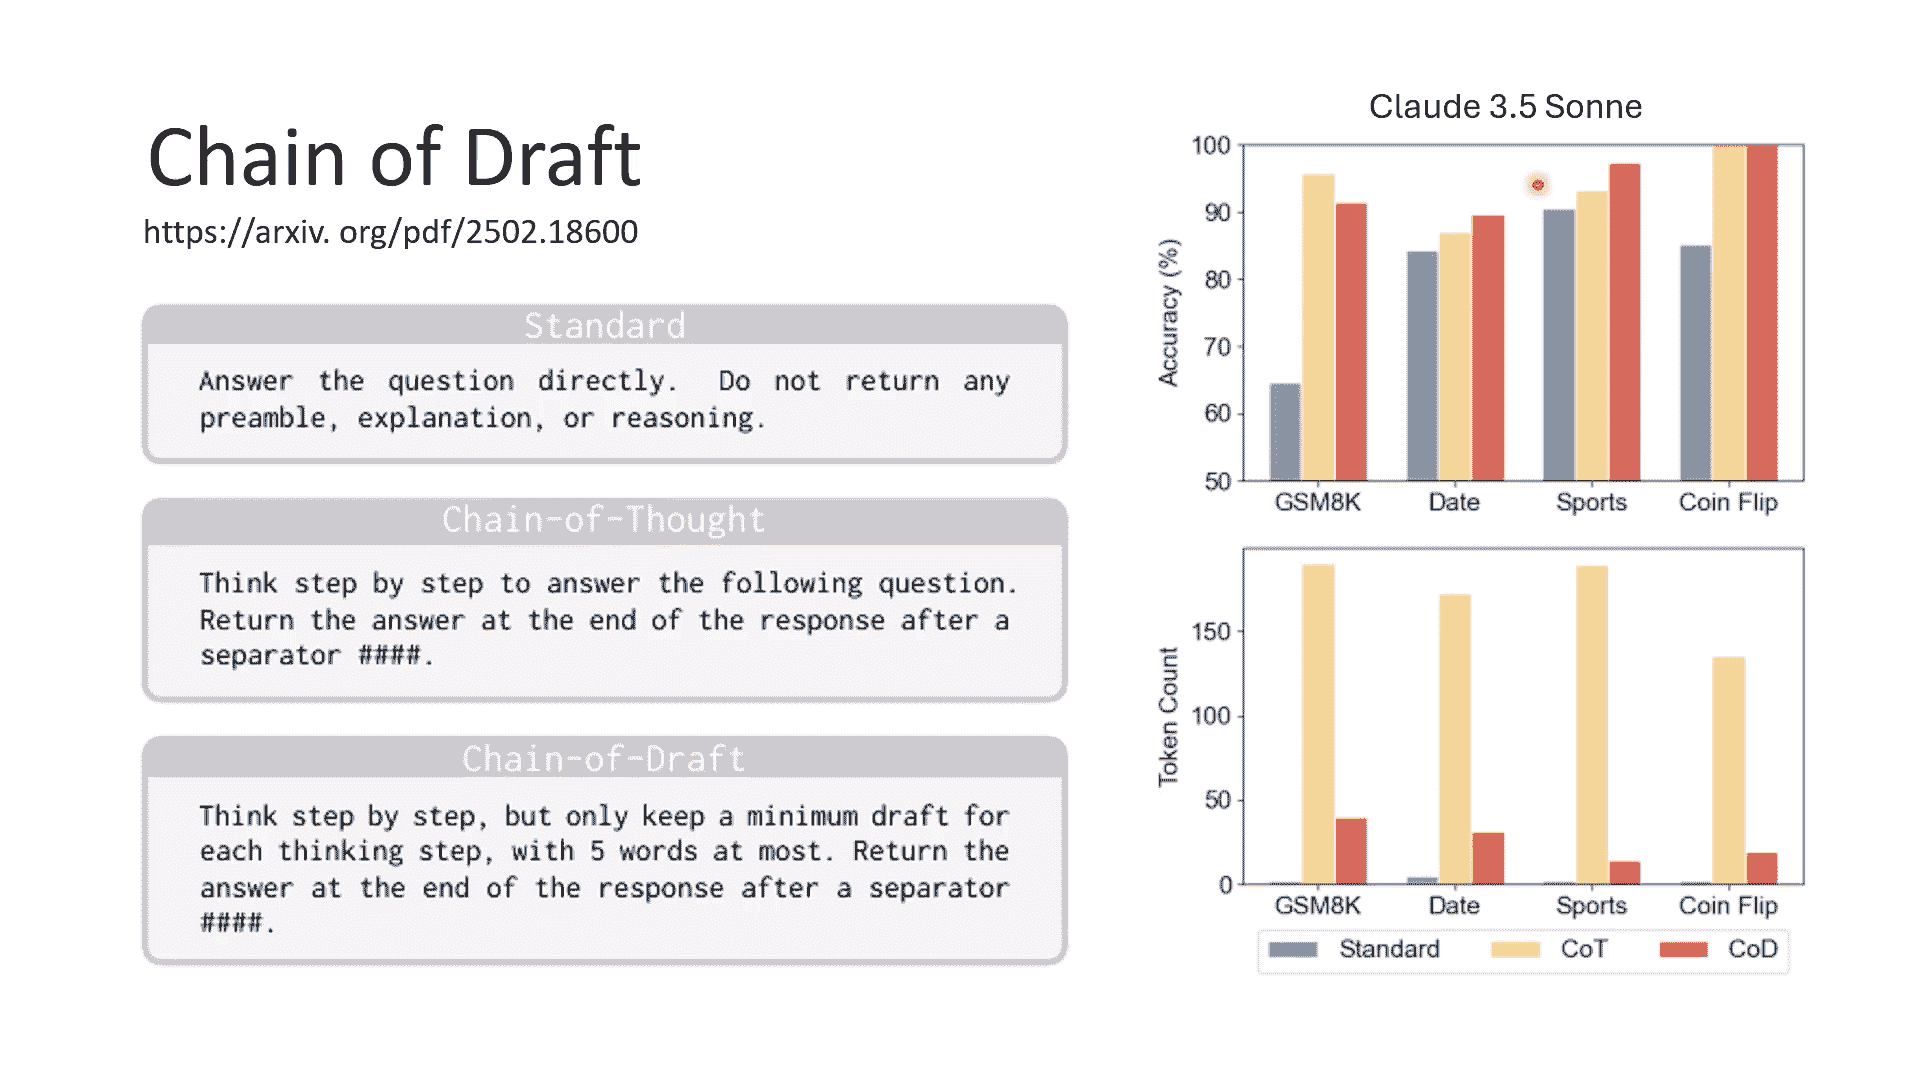 Chain of Draft
https://arxiv. org/pdf/2502.18600
Standard
Answer the question directly. Do not return any
preamble, explanation, or reasoning.
Chain-of-Thought
Think step by step to answer the following question.
Return the answer at the end of the response after a
separator ####.
Chain-of-Draft
Think step by step, but only keep a minimum draft for
each thinking step, with 5 words at most. Return the
answer at the end of the response after a separator
####.
Claude 3.5 Sonne
Accuracy (%)
100
90
80
70
60
50
GSM8K Date Sports Coin Flip
Token Count
150
100
50
0
GSM8K Date Sports Coin Flip
Standard CoT CoD